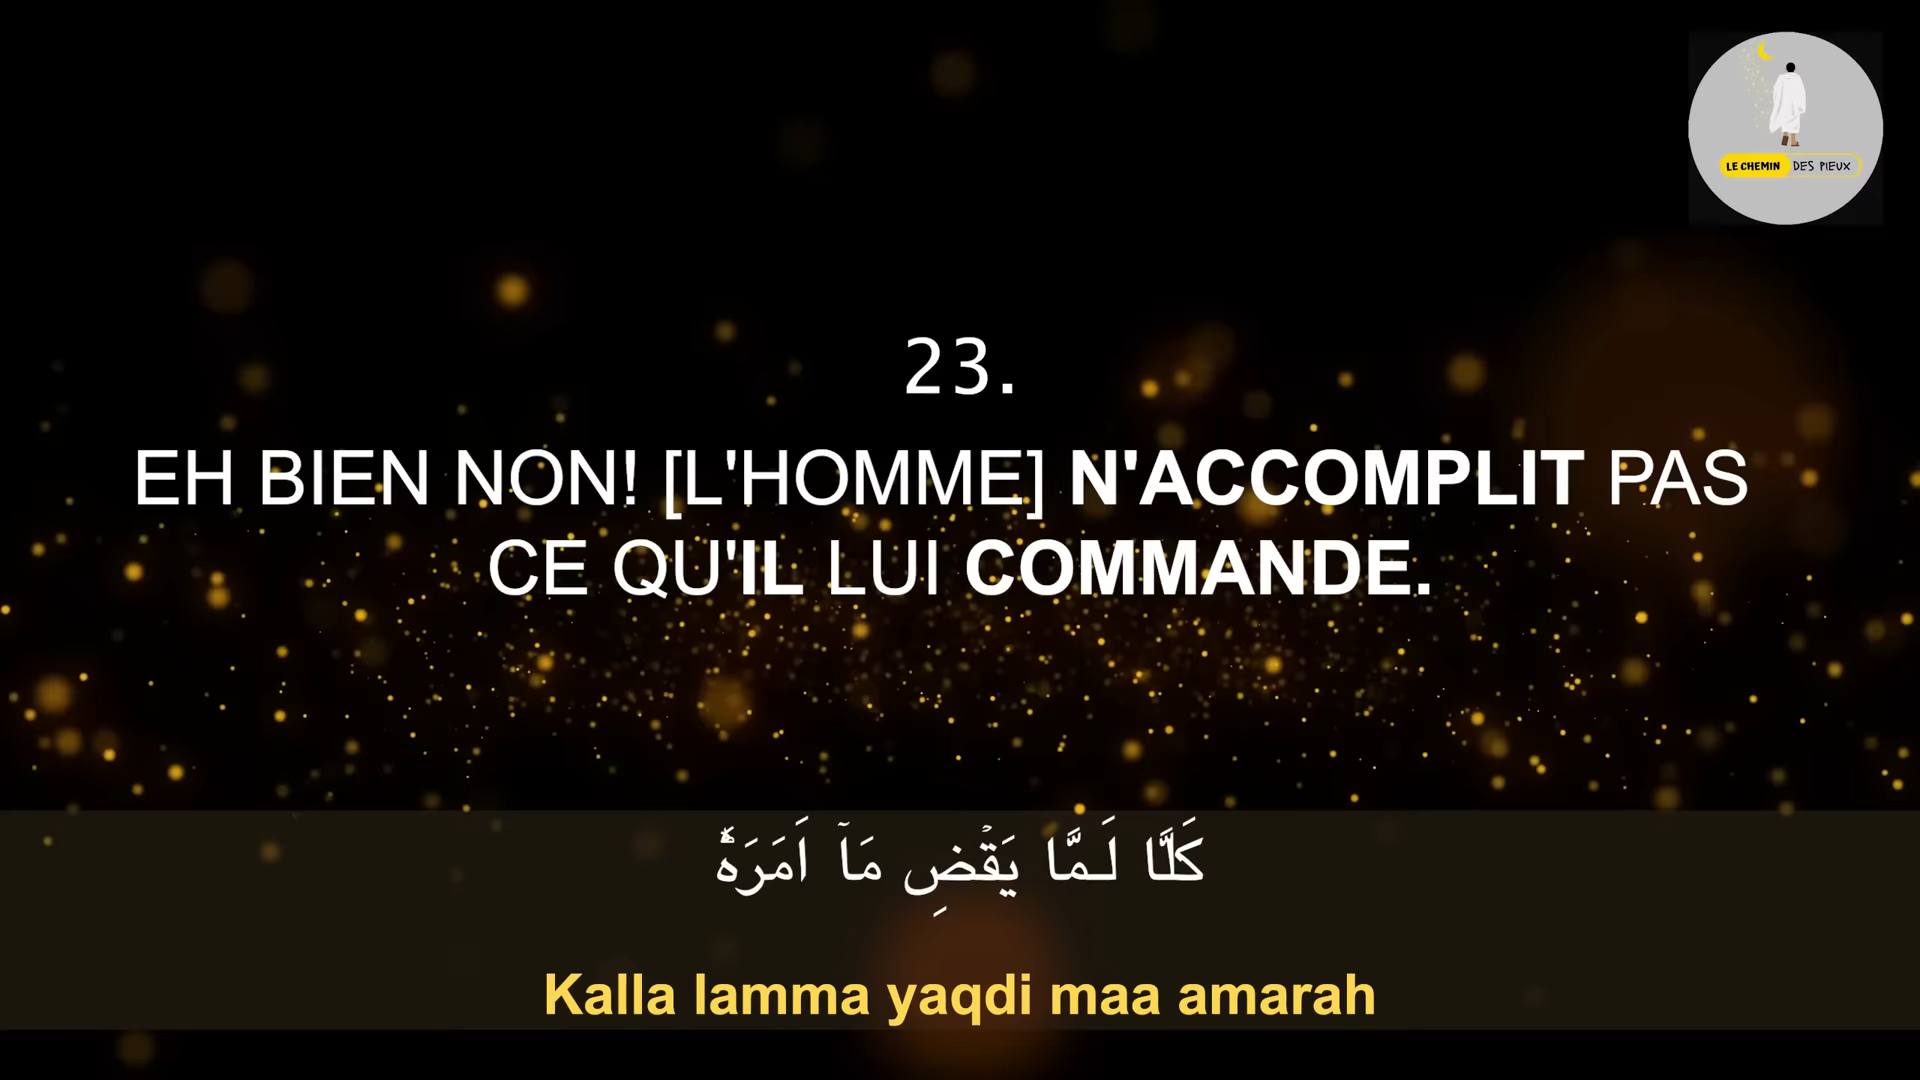 LE CHEMIN DES PIEUX
23.
EH BIEN NON! [L'HOMME] N'ACCOMPLIT PAS
CE QU'IL LUI COMMANDE.
كَلَّا لَـمَّا يَقۡضِ مَاۤ اَمَرَهٗؕ
Kalla lamma yaqdi maa amarah